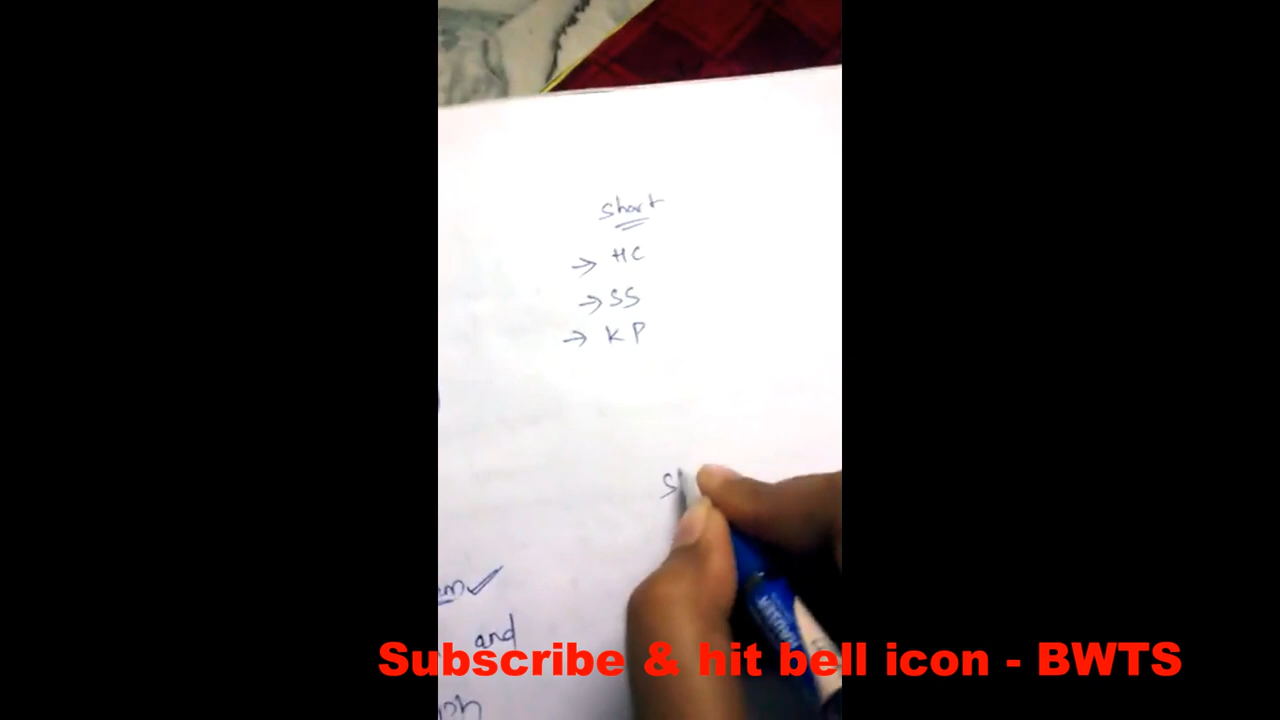 Short
→ HC
→ SS
→ KP
S
and
Subscribe & hit bell icon - BWTS